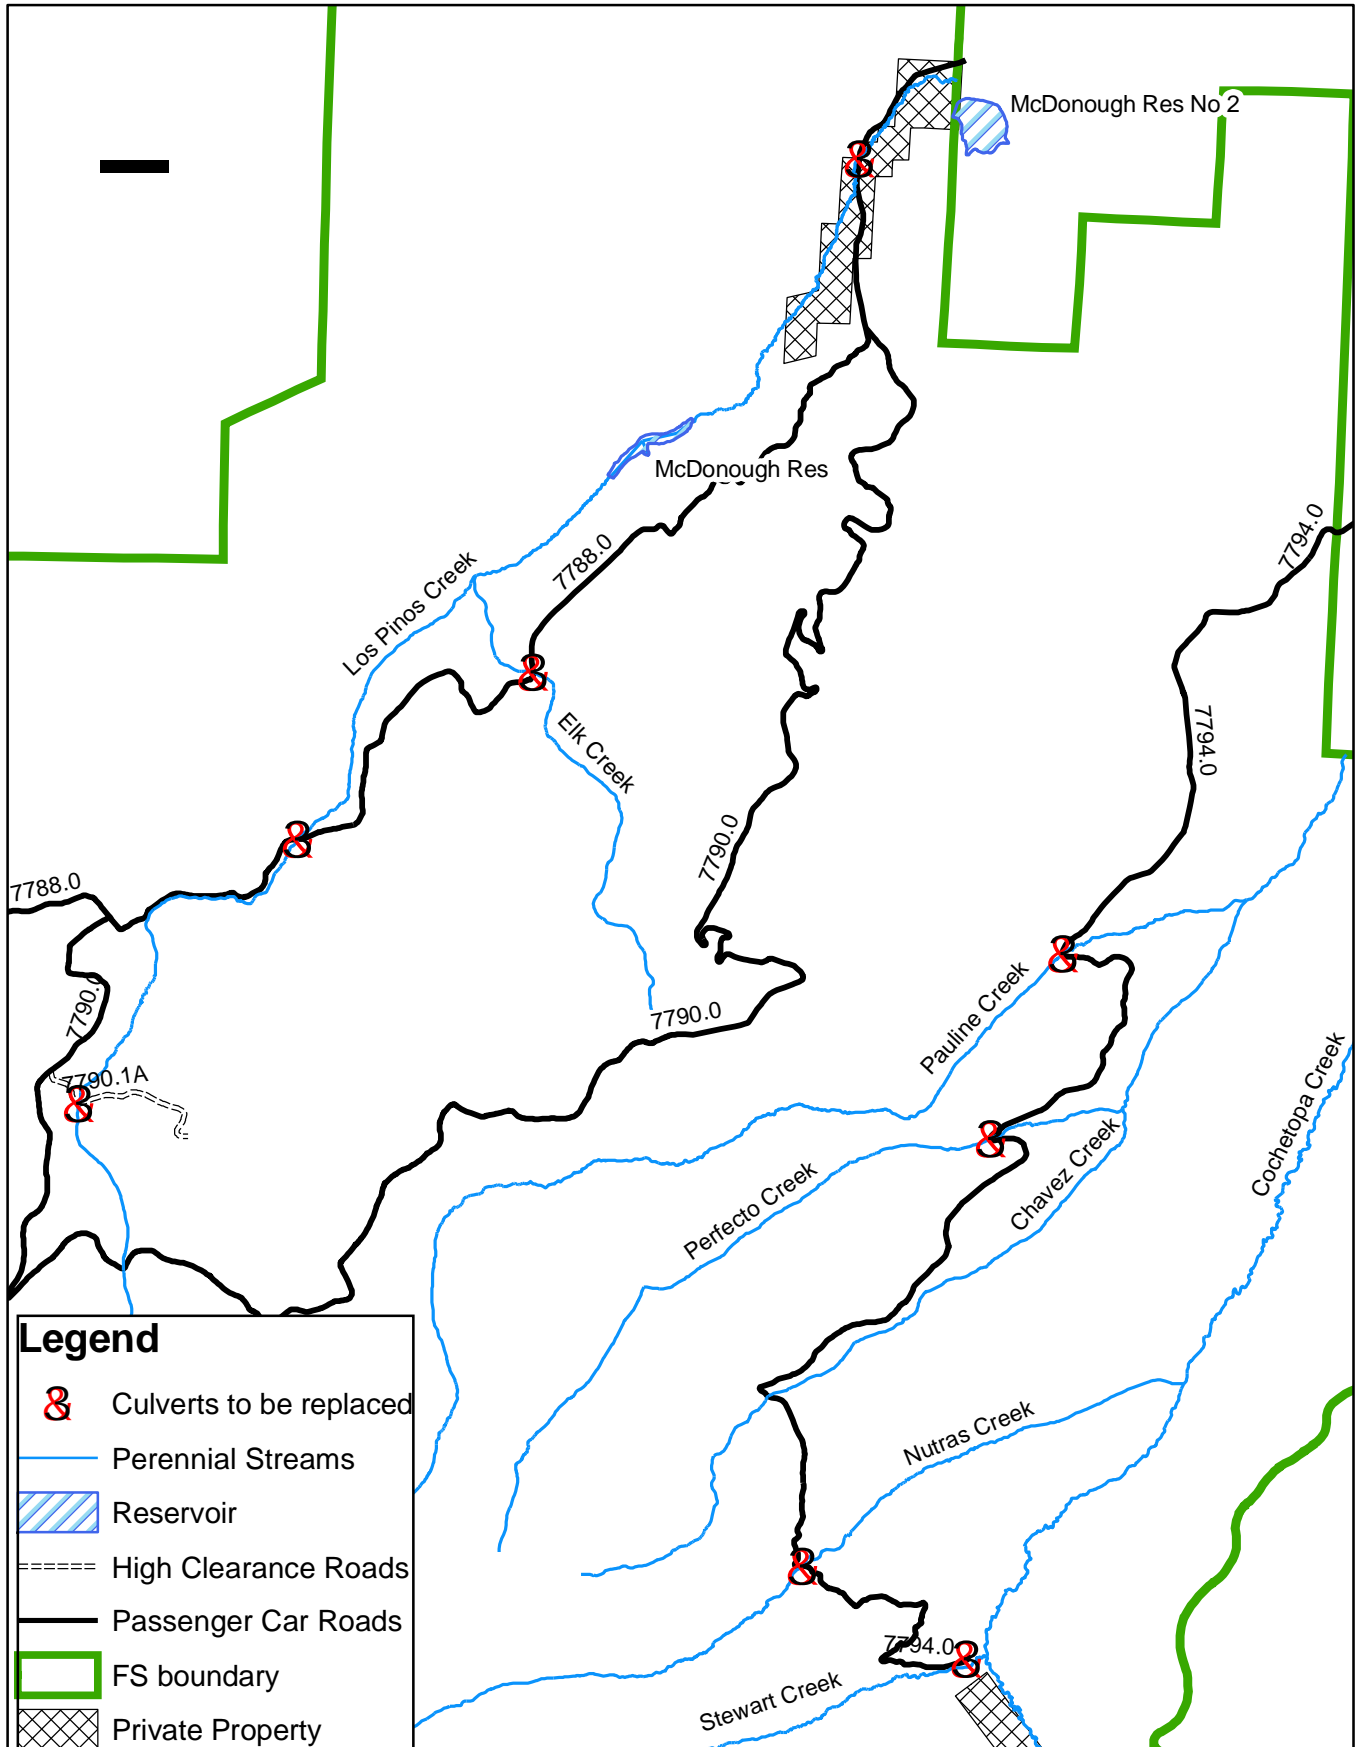 McDonough Res No 2
McDonough Res
7794.0
7788.0
Los Pinos Creek
Elk Creek
7794.0
7790.0
7788.0
7790.0
7790.0
Pauline Creek
7790.1A
Cochetopa Creek
Chavez Creek
Perfecto Creek
Nutras Creek
7794.0
Stewart Creek
Legend
Culverts to be replaced
Perennial Streams
Reservoir
High Clearance Roads
Passenger Car Roads
FS boundary
Private Property